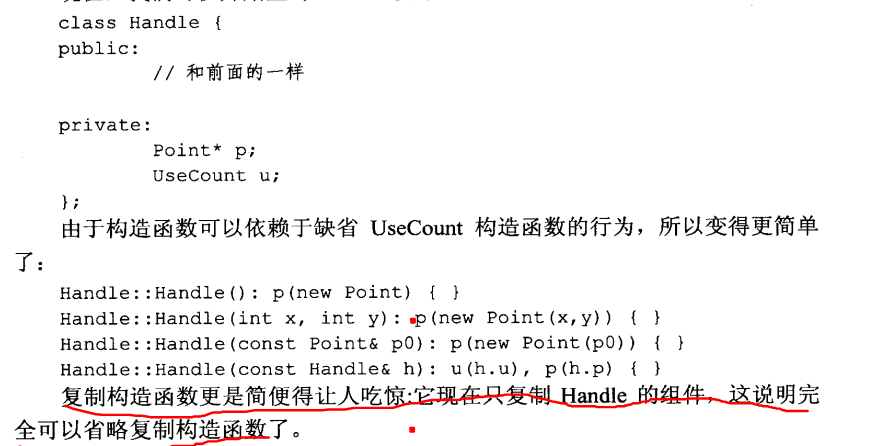 class Handle {
public:
// 和前面的一样
private:
Point* p;
UseCount u;
};
由于构造函数可以依赖于缺省 UseCount 构造函数的行为，所以变得更简单
了：
Handle::Handle(): p(new Point) { }
Handle::Handle(int x, int y): p(new Point(x,y)) { }
Handle::Handle(const Point& p0): p(new Point(p0)) { }
Handle::Handle(const Handle& h): u(h.u), p(h.p) { }
复制构造函数更是简便得让人吃惊:它现在只复制 Handle 的组件，这说明完
全可以省略复制构造函数了。